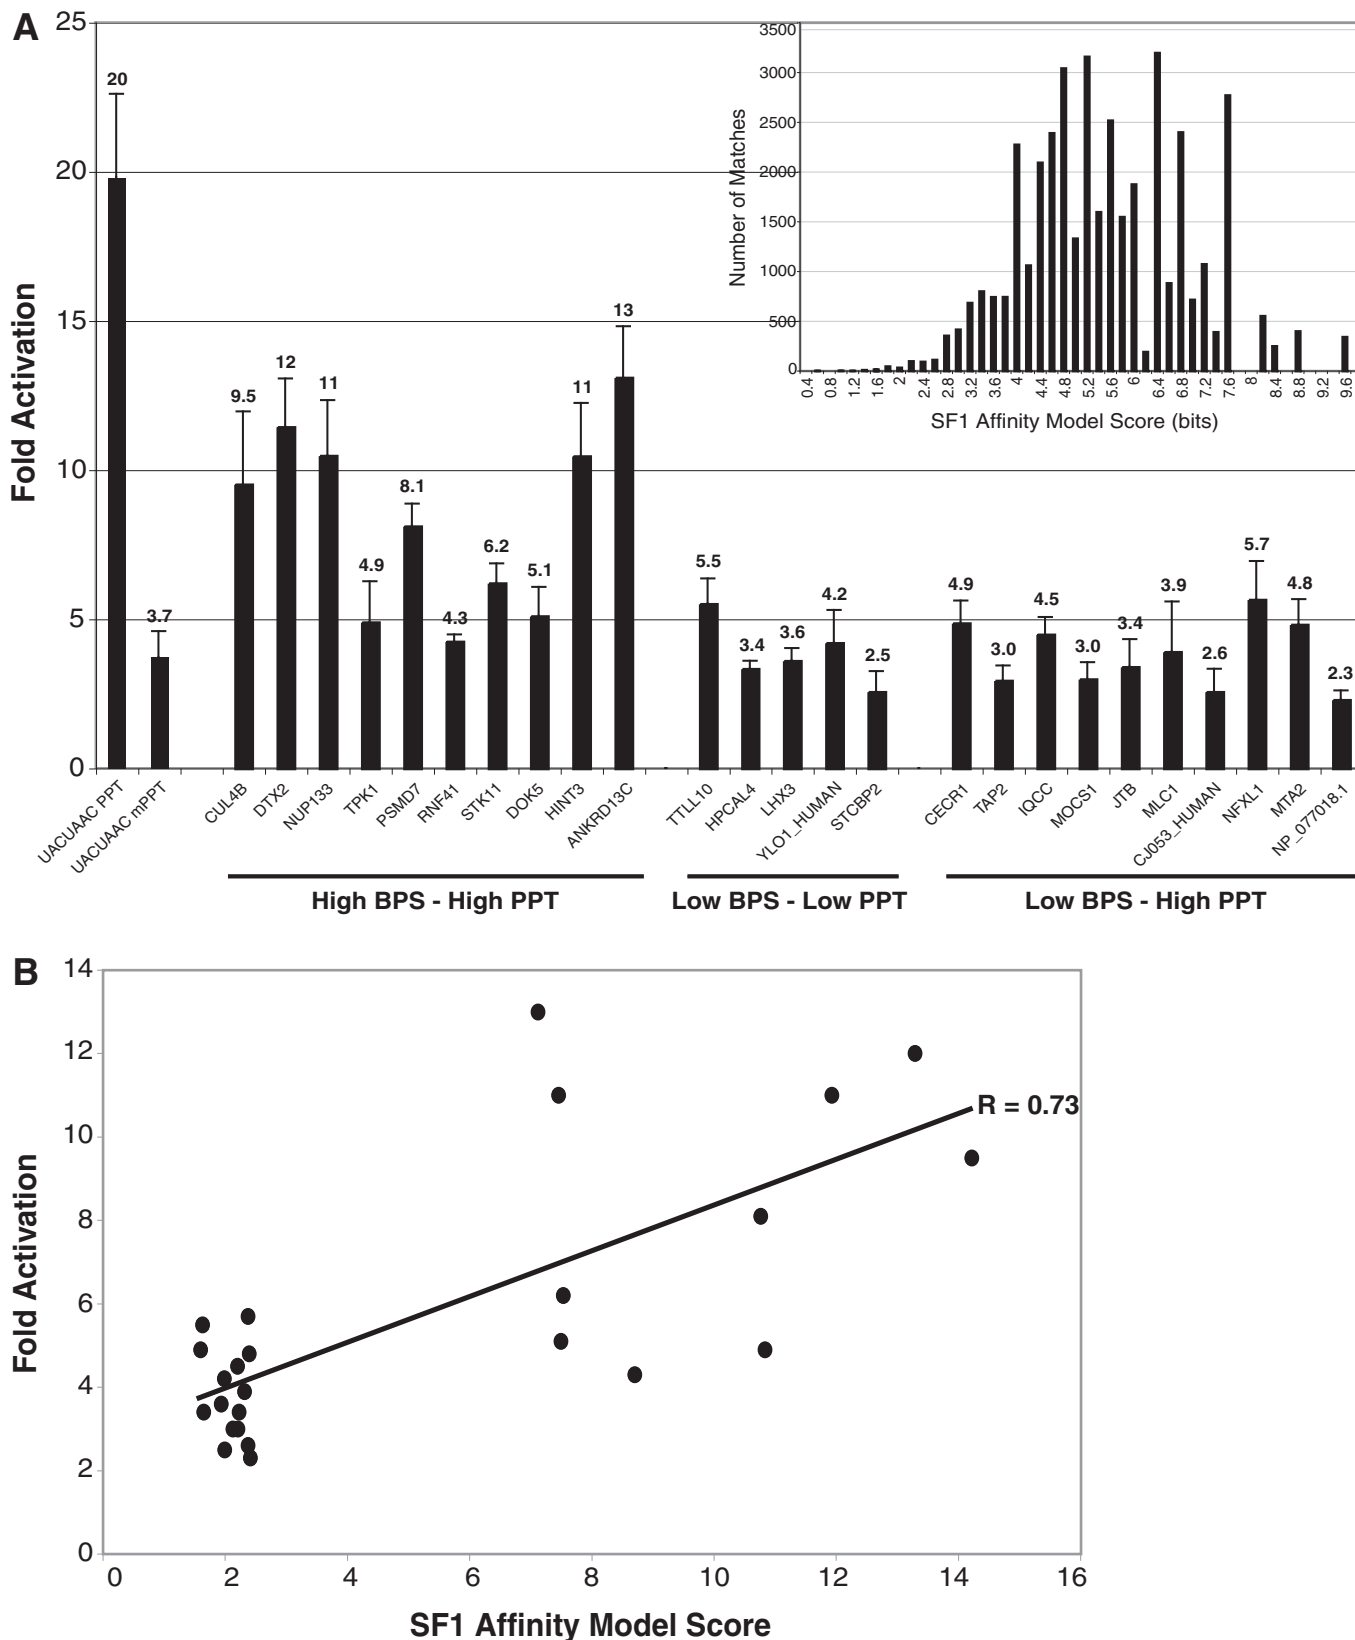 A
25
20
15
10
5
0
Fold Activation
20
3.7
9.5
12
11
4.9
8.1
4.3
6.2
5.1
11
13
5.5
3.4
3.6
4.2
2.5
4.9
3.0
4.5
3.0
3.4
3.9
2.6
5.7
4.8
2.3
UACUAAC PPT
UACUAAC mPPT
CUL4B
DTX2
NUP133
TPK1
PSMD7
RNF41
STK11
DOK5
HINT3
ANKRD13C
TTLL10
HPCAL4
LHX3
YLO1_HUMAN
STCBP2
CECR1
TAP2
IQCC
MOCS1
JTB
MLC1
CJ053_HUMAN
NFXL1
MTA2
NP_077018.1
High BPS - High PPT
Low BPS - Low PPT
Low BPS - High PPT
3500
3000
2500
2000
1500
1000
500
0
Number of Matches
0.4
0.8
1.2
1.6
2
2.4
2.8
3.2
3.6
4
4.4
4.8
5.2
5.6
6
6.4
6.8
7.2
7.6
8
8.4
8.8
9.2
9.6
SF1 Affinity Model Score (bits)
B
14
12
10
8
6
4
2
0
Fold Activation
R = 0.73
0
2
4
6
8
10
12
14
16
SF1 Affinity Model Score